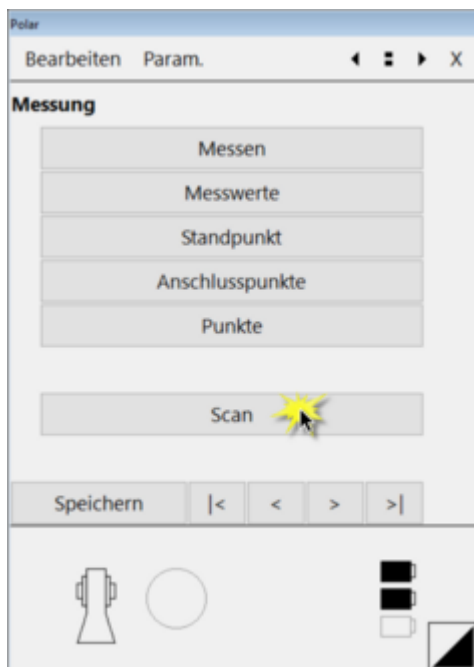 Polar
Bearbeiten Param. X
Messung
Messen
Messwerte
Standpunkt
Anschlusspunkte
Punkte
Scan
Speichern |< < > >|